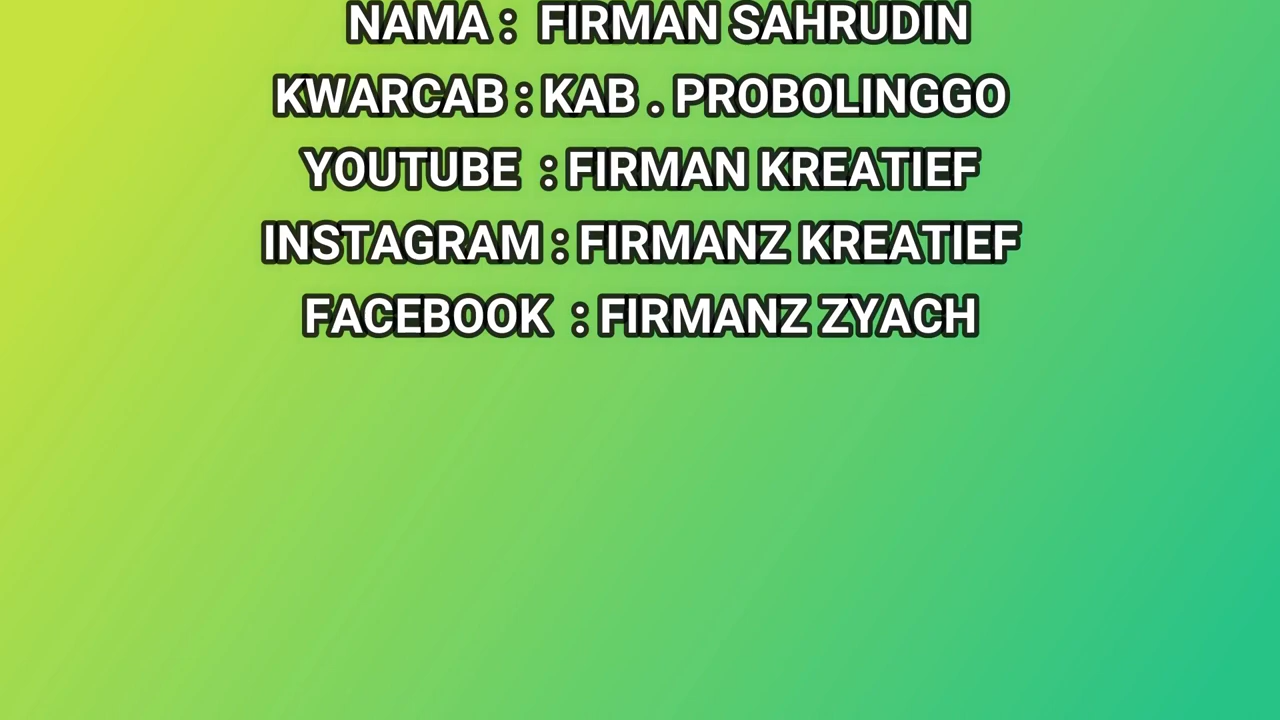 NAMA : FIRMAN SAHRUDIN
KWARCAB : KAB . PROBOLINGGO
YOUTUBE : FIRMAN KREATIEF
INSTAGRAM : FIRMANZ KREATIEF
FACEBOOK : FIRMANZ ZYACH